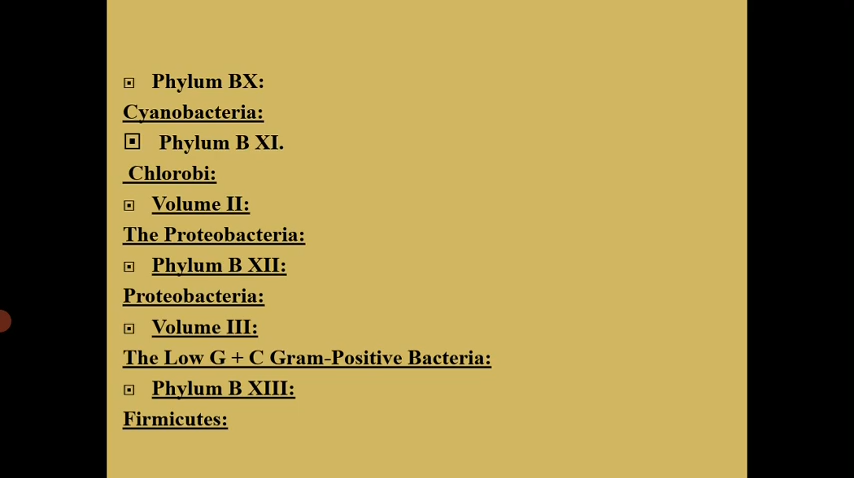 Phylum BX:
Cyanobacteria:
Phylum B XI.
Chlorobi:
Volume II:
The Proteobacteria:
Phylum B XII:
Proteobacteria:
Volume III:
The Low G + C Gram-Positive Bacteria:
Phylum B XIII:
Firmicutes: